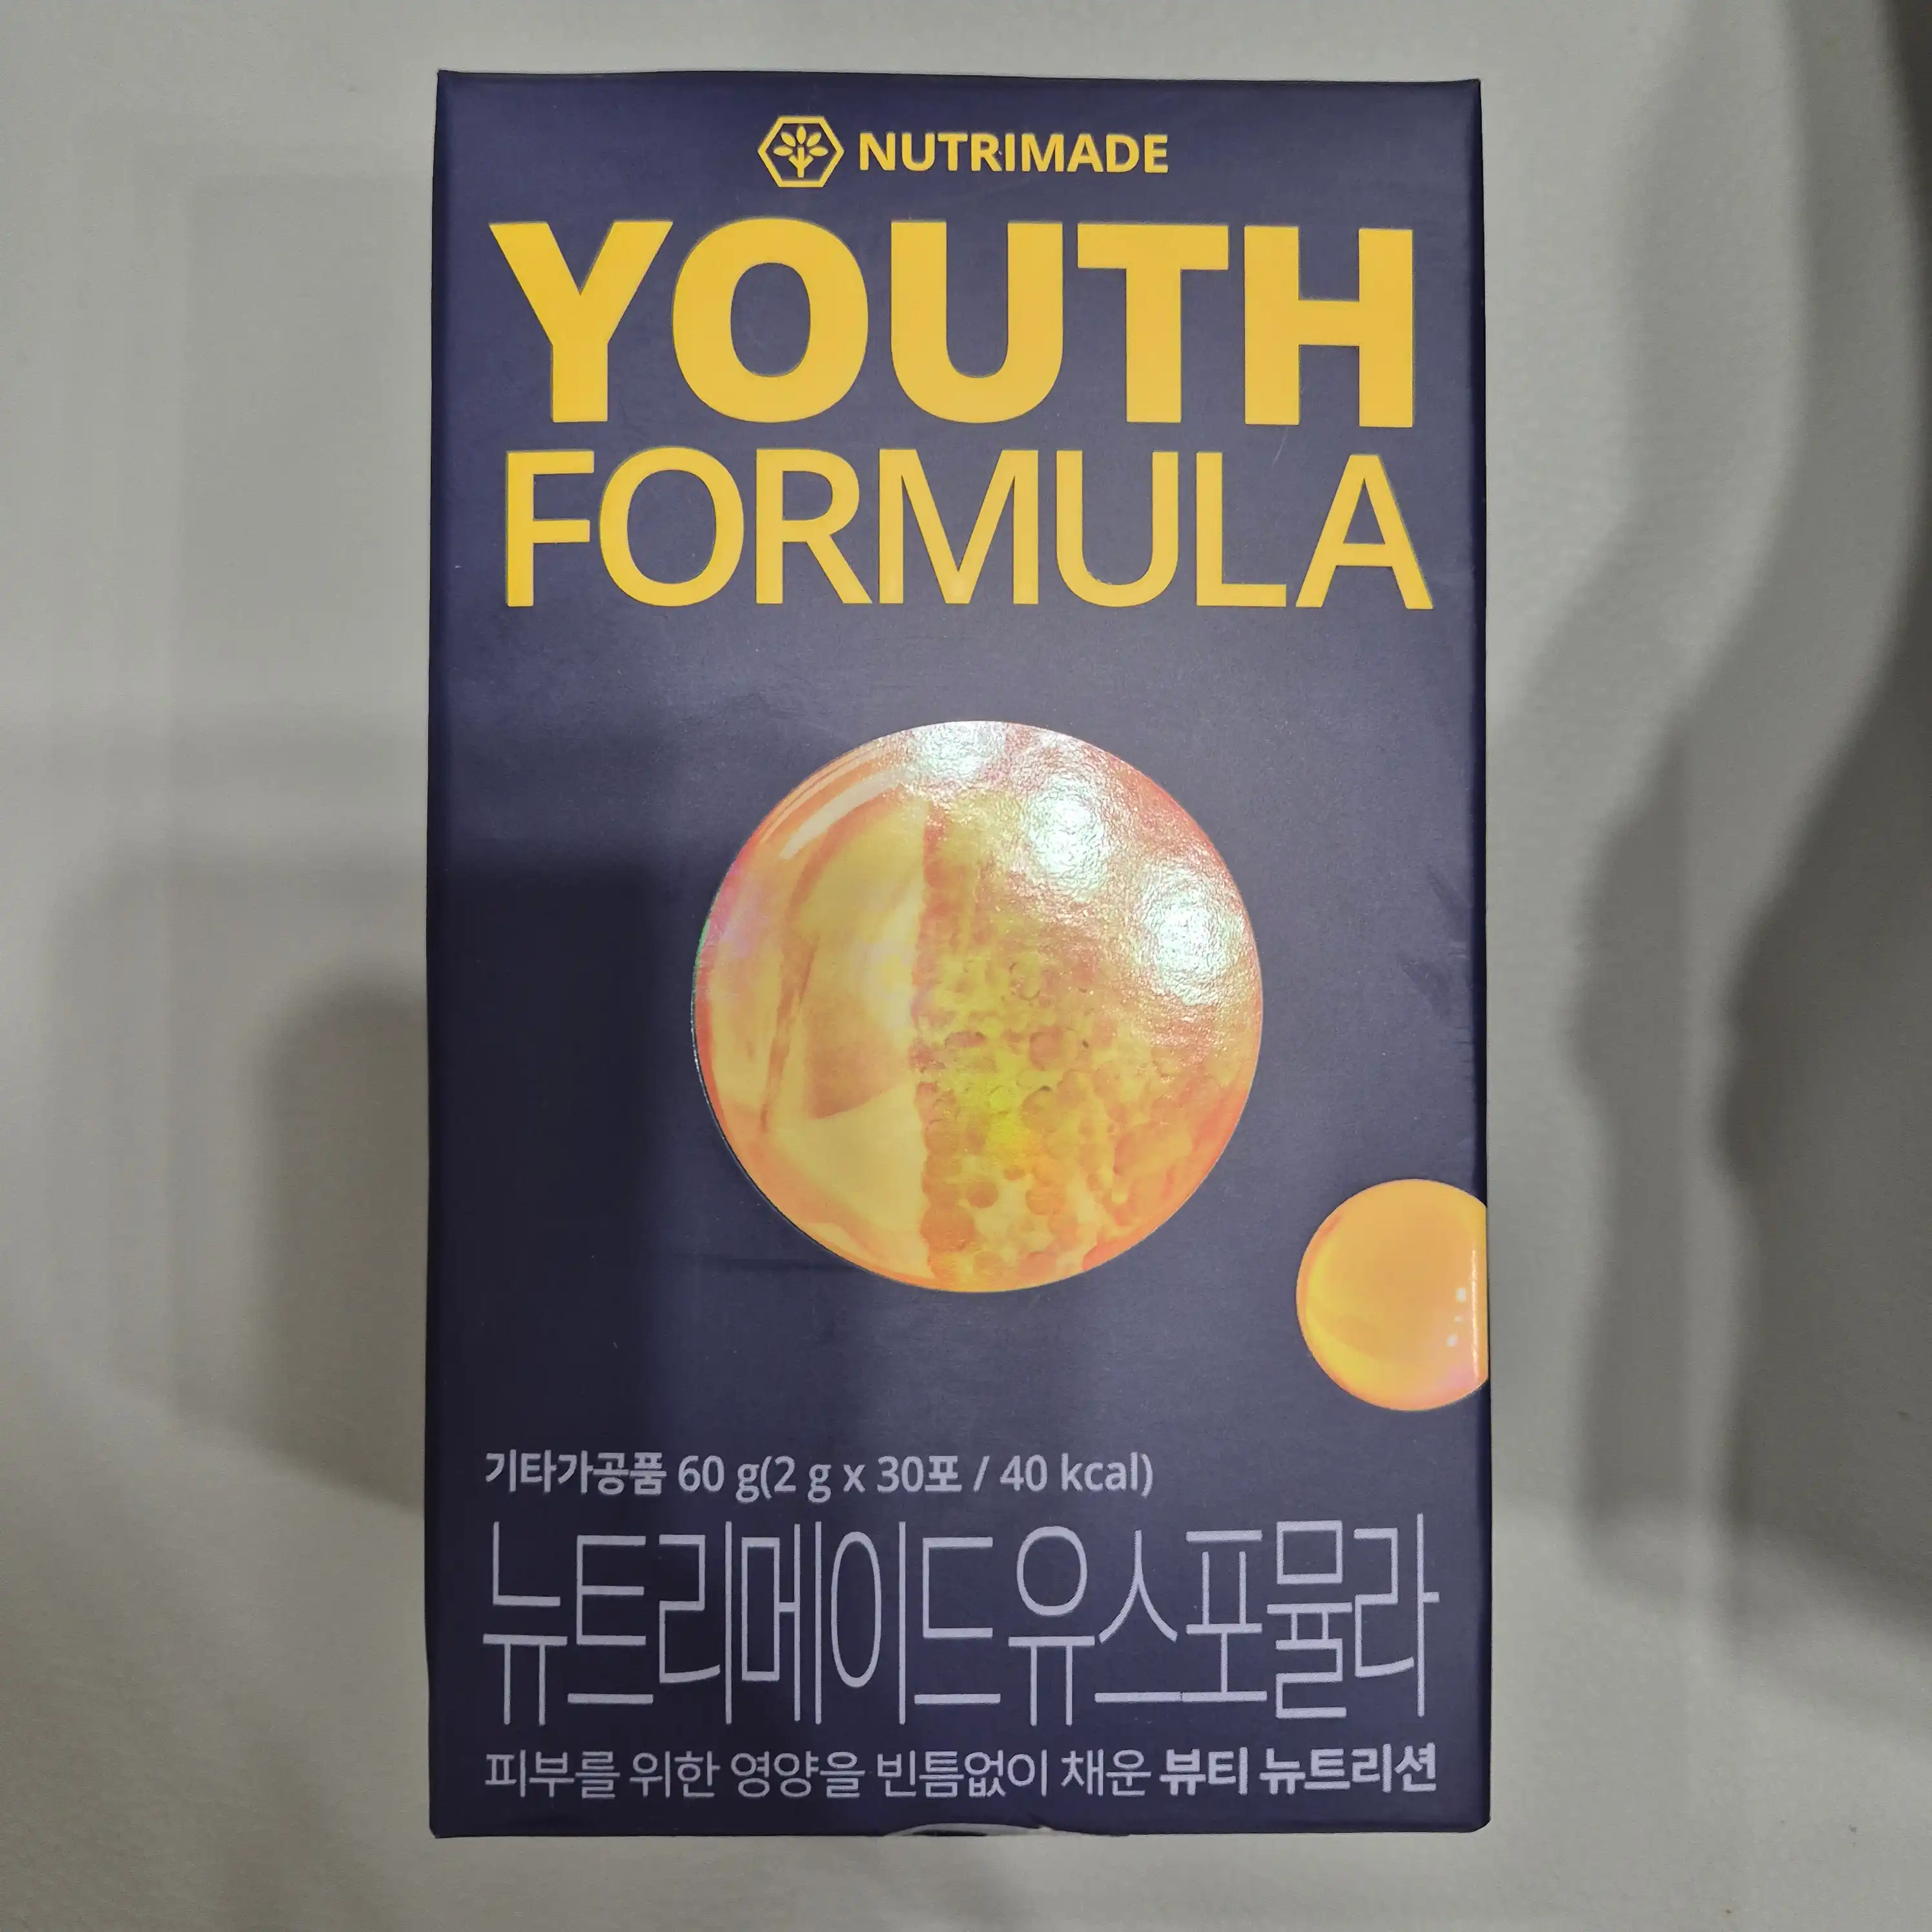 NUTRIMADE
YOUTH
FORMULA
기타가공품 60 g(2 g x 30포 / 40 kcal)
뉴트리메이드유스포뮬라
피부를 위한 영양을 빈틈없이 채운 뷰티 뉴트리션